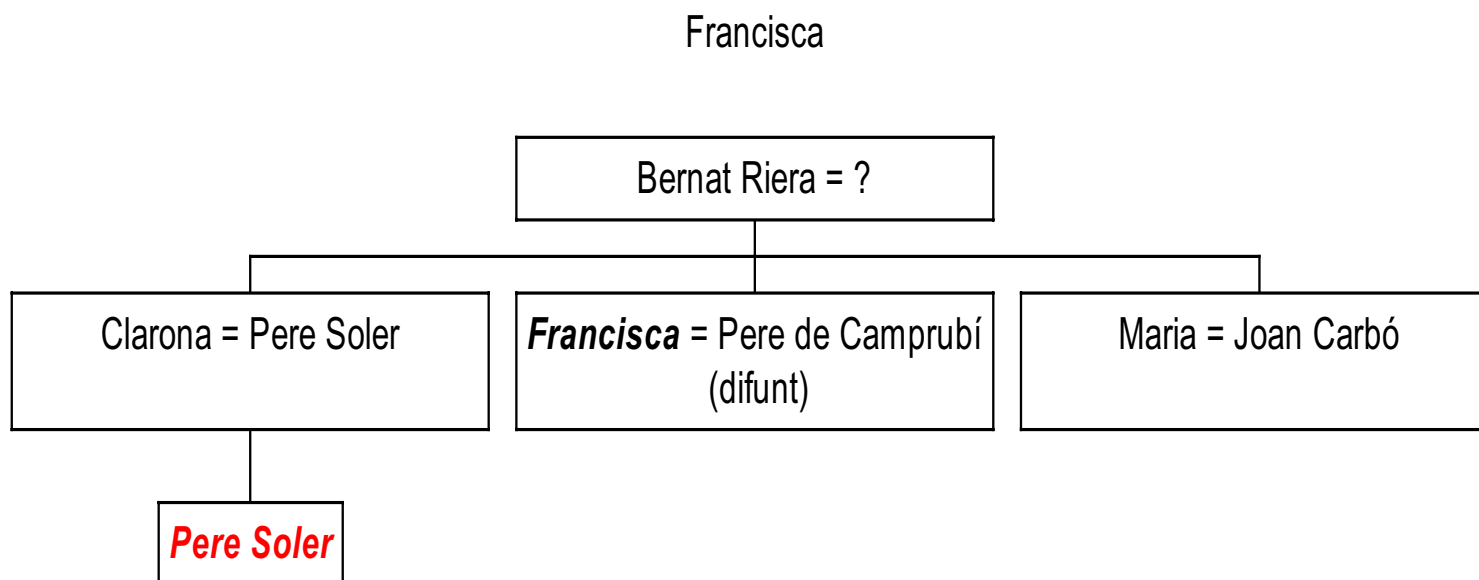 Francisca
Bernat Riera = ?
Clarona = Pere Soler
Francisca = Pere de Camprubí
(difunt)
Maria = Joan Carbó
Pere Soler